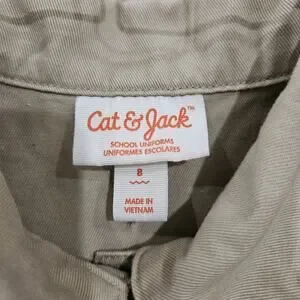 Cat & Jack™
SCHOOL UNIFORMS
UNIFORMES ESCOLARES
8
MADE IN
VIETNAM